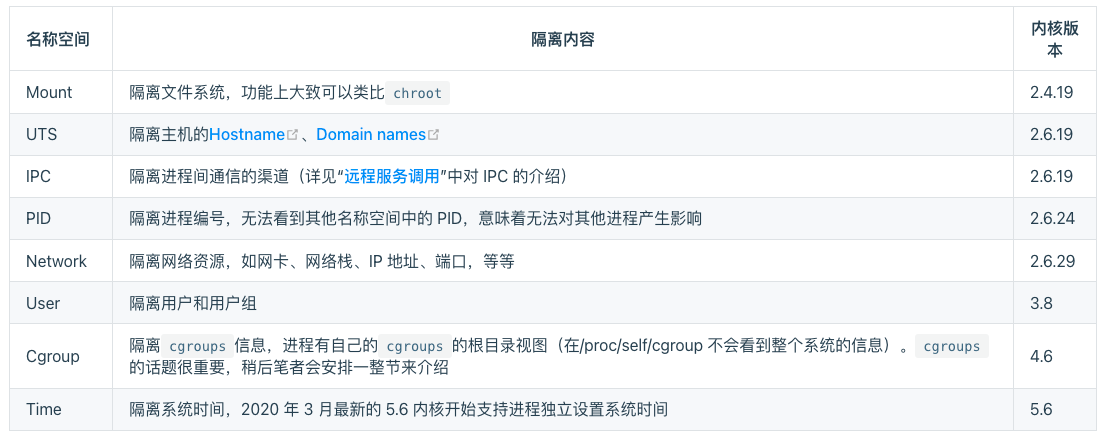 名称空间 隔离内容 内核版
本
Mount 隔离文件系统，功能上大致可以类比 chroot 2.4.19
UTS 隔离主机的Hostname、Domain names 2.6.19
IPC 隔离进程间通信的渠道（详见“远程服务调用”中对 IPC 的介绍） 2.6.19
PID 隔离进程编号，无法看到其他名称空间中的 PID，意味着无法对其他进程产生影响 2.6.24
Network 隔离网络资源，如网卡、网络栈、IP 地址、端口，等等 2.6.29
User 隔离用户和用户组 3.8
Cgroup 隔离 cgroups 信息，进程有自己的 cgroups 的根目录视图（在/proc/self/cgroup 不会看到整个系统的信息）。 cgroups 4.6
的话题很重要，稍后笔者会安排一整节来介绍
Time 隔离系统时间，2020 年 3 月最新的 5.6 内核开始支持进程独立设置系统时间 5.6